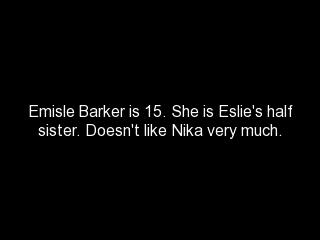 Emisle Barker is 15. She is Eslie's half
sister. Doesn't like Nika very much.